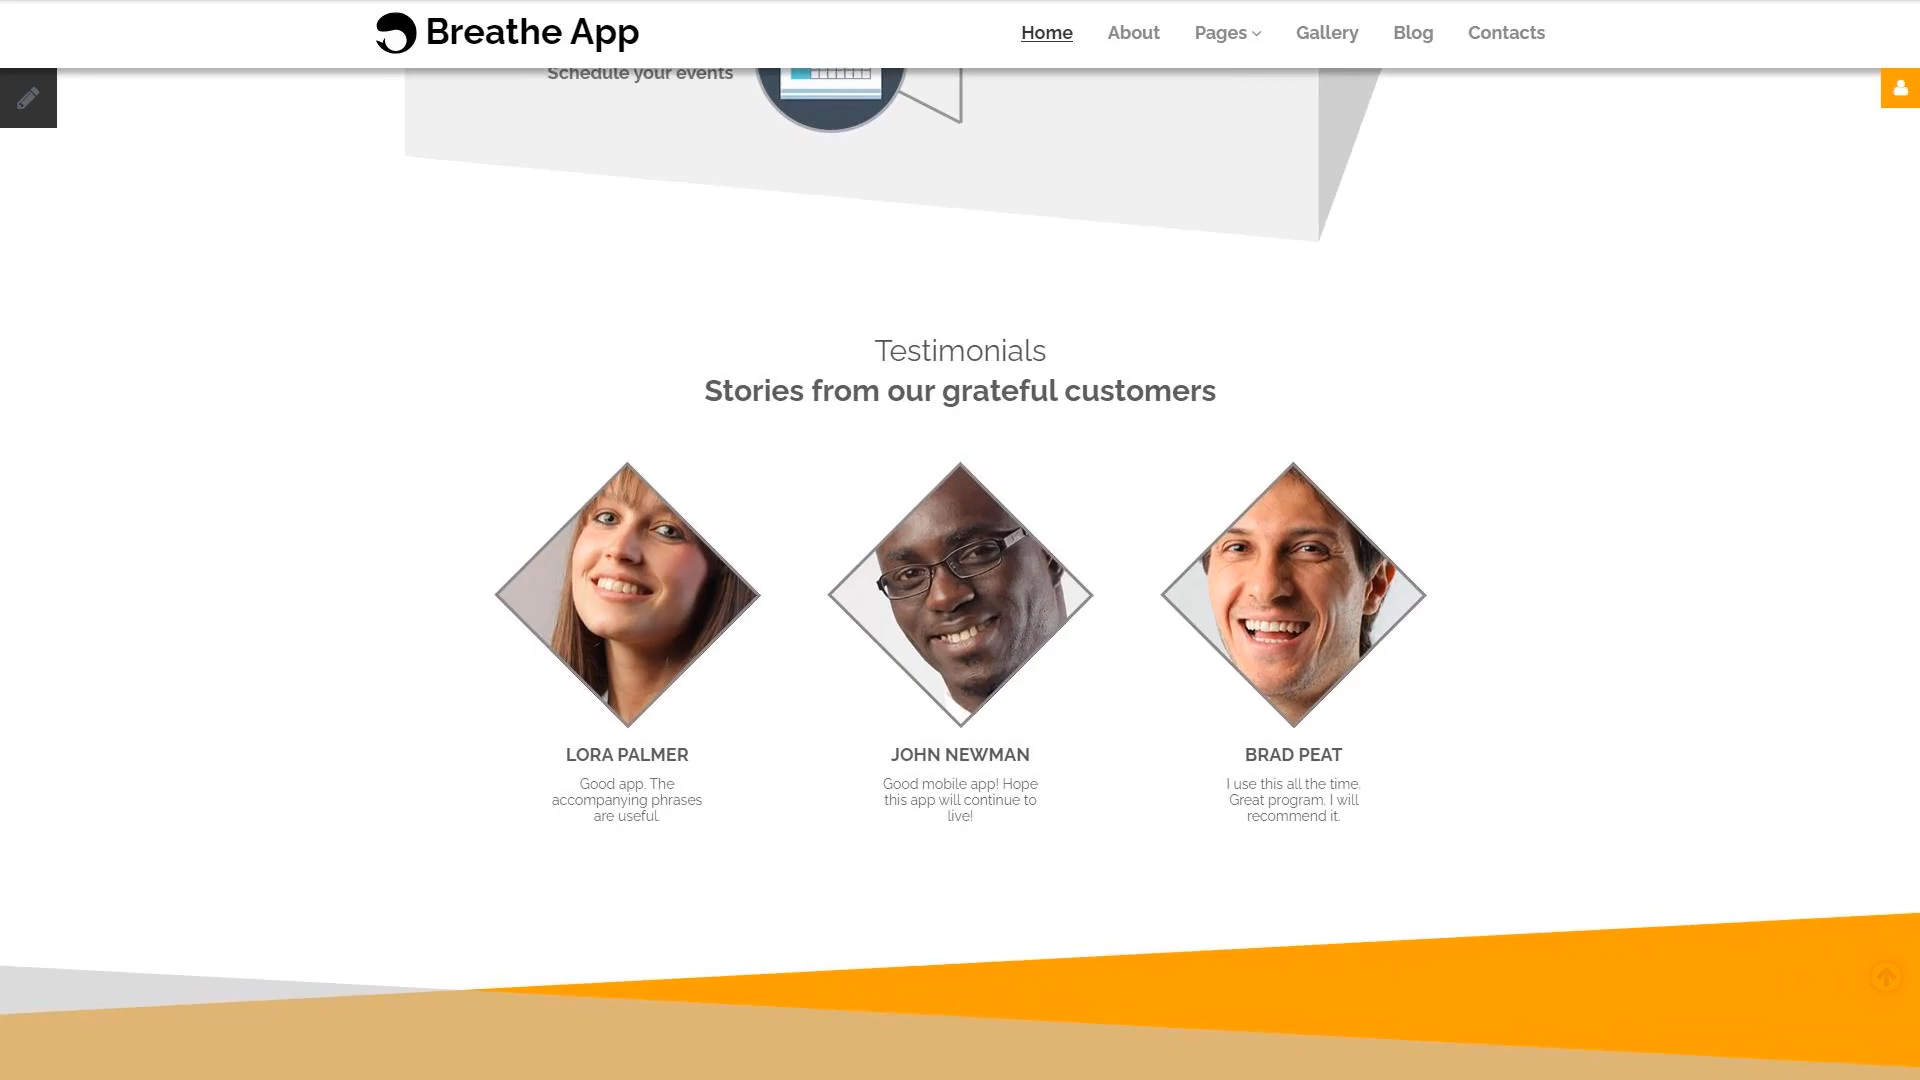 Breathe App
Home About Pages Gallery Blog Contacts
Schedule your events
Testimonials
Stories from our grateful customers
LORA PALMER
Good app. The
accompanying phrases
are useful.
JOHN NEWMAN
Good mobile app! Hope
this app will continue to
live!
BRAD PEAT
I use this all the time.
Great program. I will
recommend it.